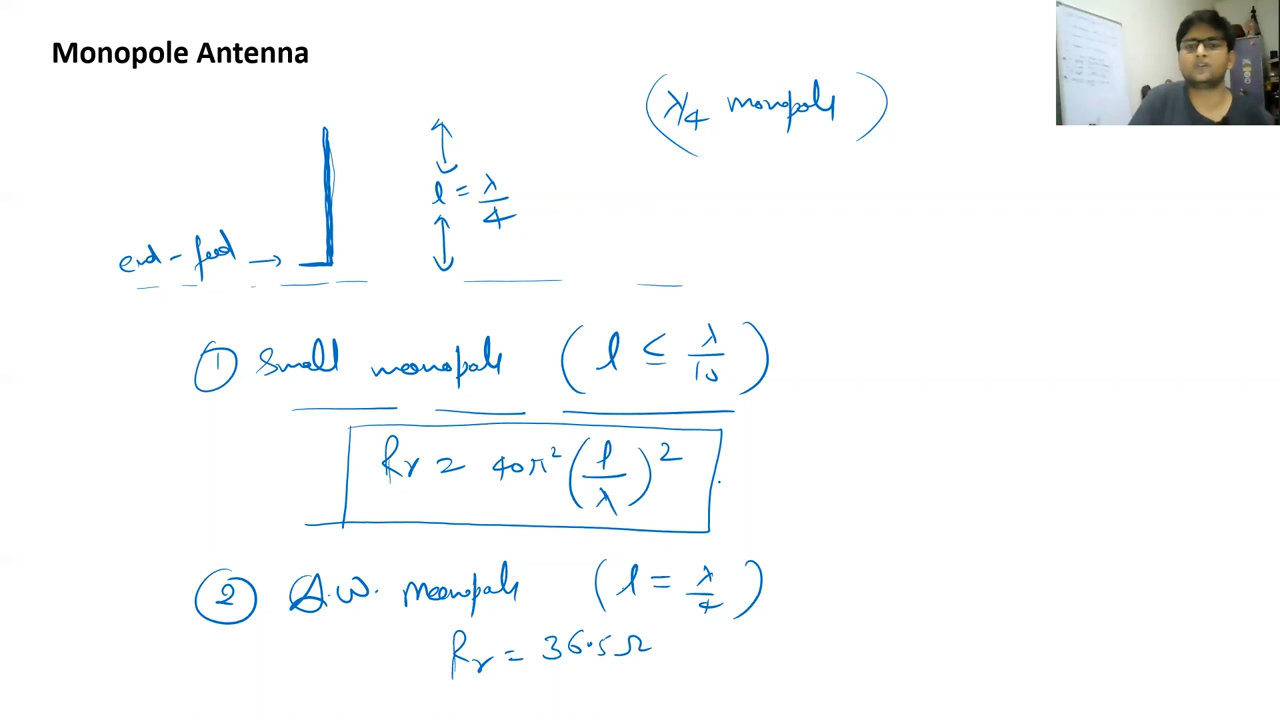 Monopole Antenna
(λ/4 monopole)
l = λ/4
end-feed →
① Small monopole (l ≤ λ/10)
Rr = 40π² (l/λ)²
② Q.W. monopole (l = λ/4)
Rr = 36.5 Ω